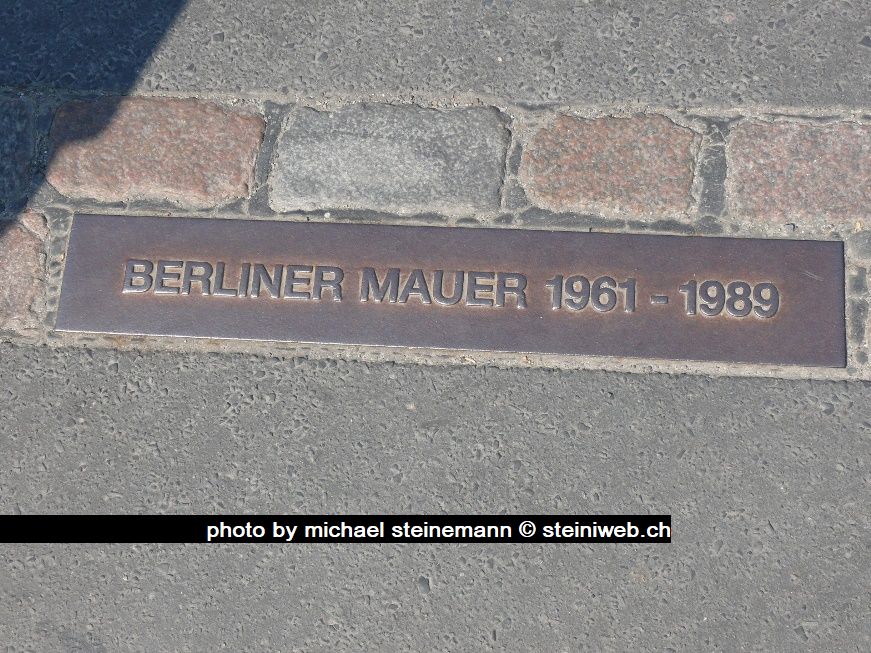 BERLINER MAUER 1961 - 1989
photo by michael steinemann © steiniweb.ch